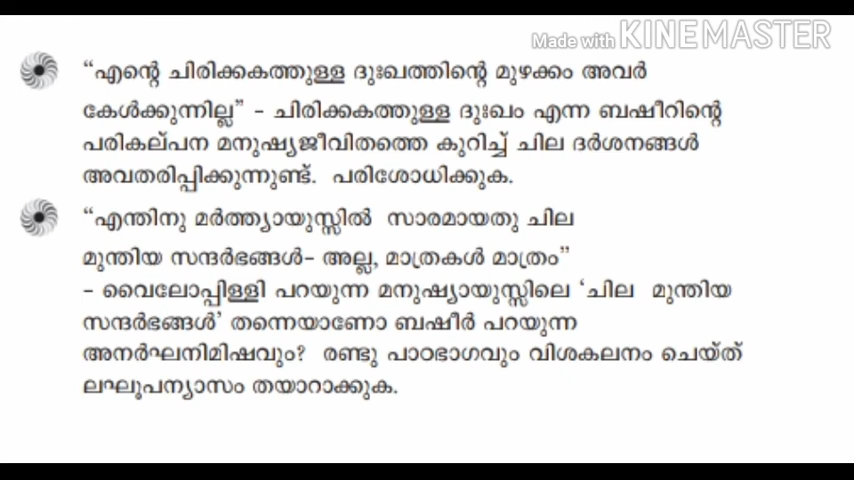 Made with KINEMASTER
“എന്റെ ചിരിക്കകത്തുള്ള ദുഃഖത്തിന്റെ മുഴക്കം അവർ
കേൾക്കുന്നില്ല” - ചിരിക്കകത്തുള്ള ദുഃഖം എന്ന ബഷീറിന്റെ
പരികല്പന മനുഷ്യജീവിതത്തെ കുറിച്ച് ചില ദർശനങ്ങൾ
അവതരിപ്പിക്കുന്നുണ്ട്. പരിശോധിക്കുക.
“എന്തിനു മർത്ത്യായുസ്സിൽ സാരമായതു ചില
മുന്തിയ സന്ദർഭങ്ങൾ- അല്ല, മാത്രകൾ മാത്രം”
- വൈലോപ്പിള്ളി പറയുന്ന മനുഷ്യായുസ്സിലെ ‘ചില മുന്തിയ
സന്ദർഭങ്ങൾ’ തന്നെയാണോ ബഷീർ പറയുന്ന
അനർഘനിമിഷവും? രണ്ടു പാഠഭാഗവും വിശകലനം ചെയ്ത്
ലഘൂപന്യാസം തയാറാക്കുക.